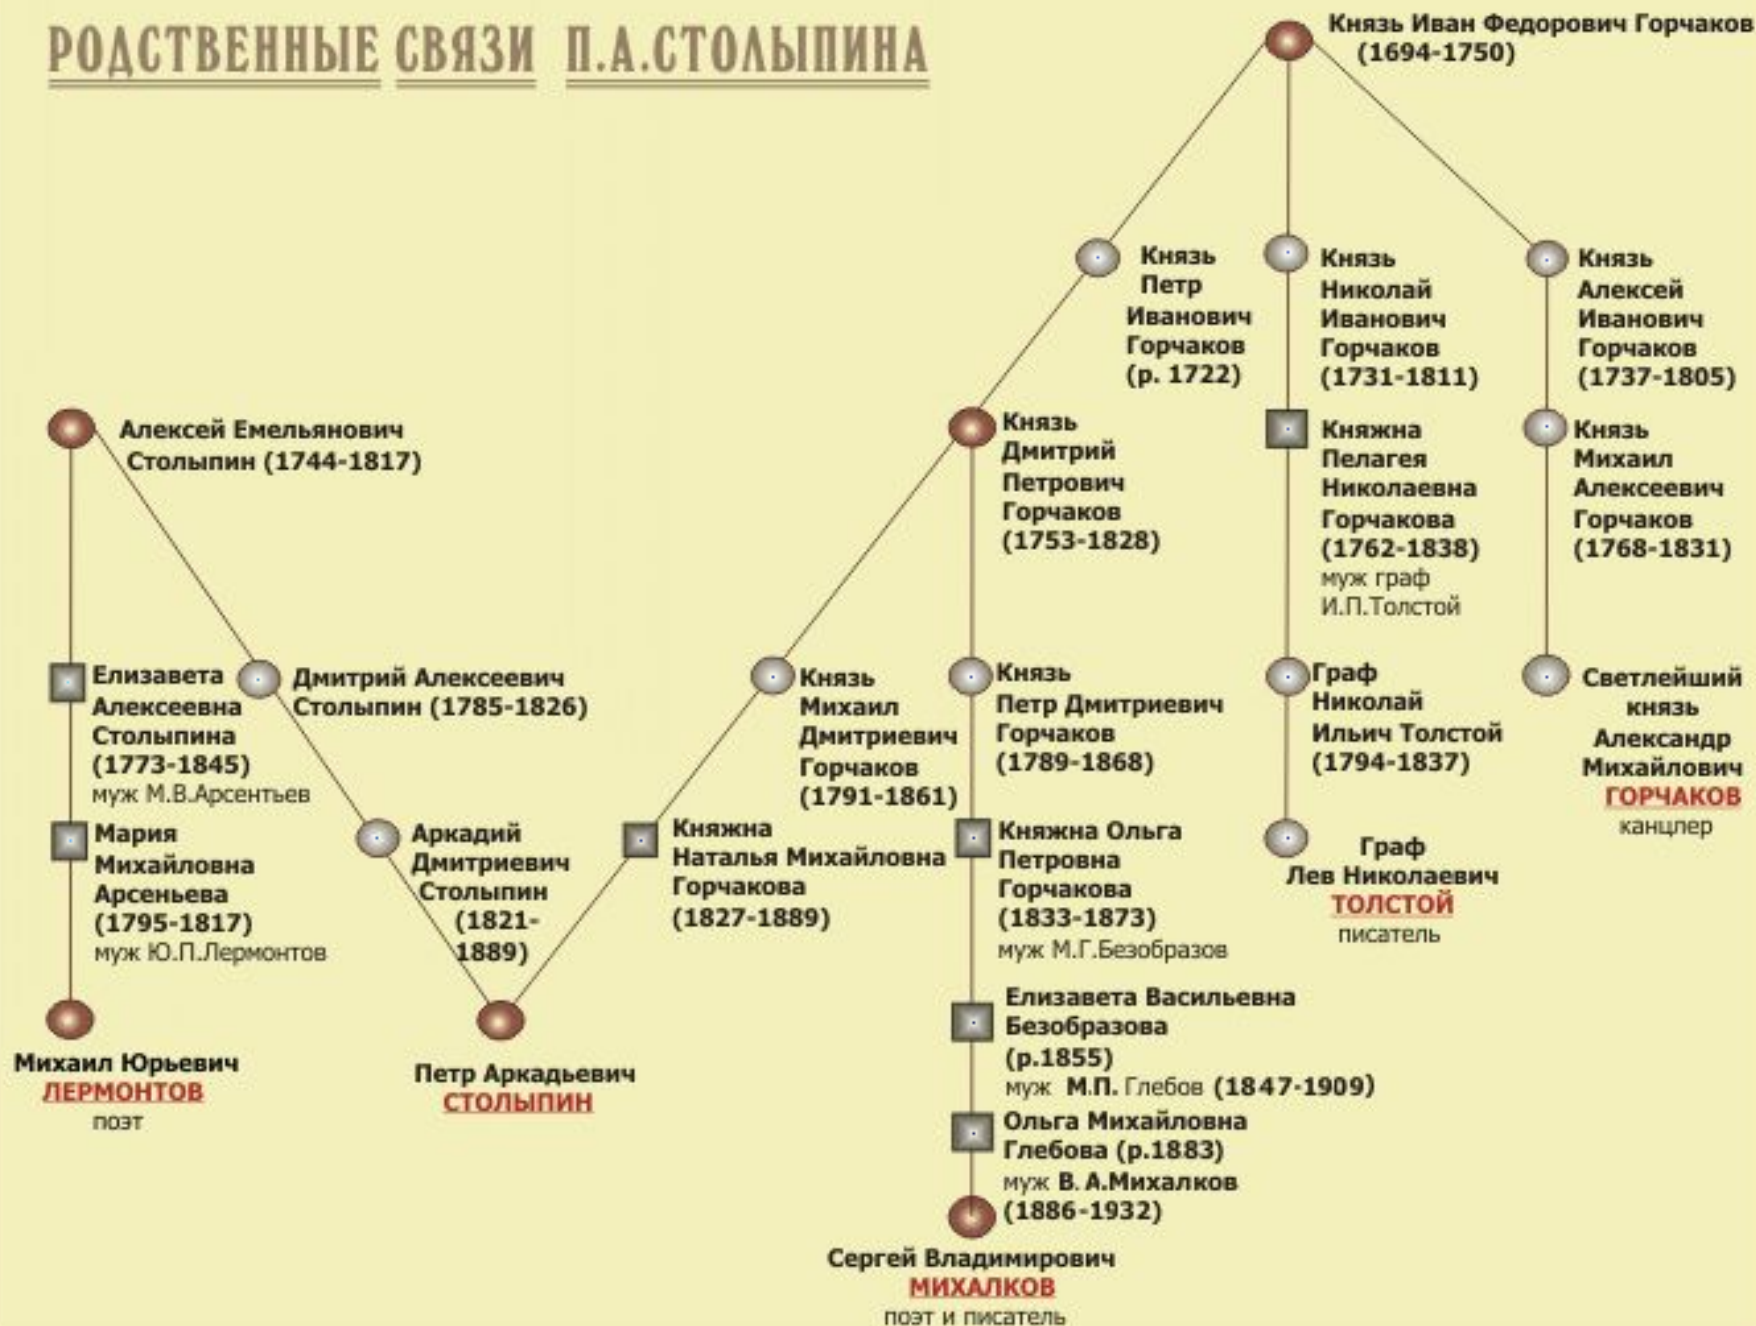 РОДСТВЕННЫЕ СВЯЗИ П.А.СТОЛЫПИНА
Князь Иван Федорович Горчаков
(1694-1750)
Князь
Петр
Иванович
Горчаков
(р. 1722)
Князь
Николай
Иванович
Горчаков
(1731-1811)
Князь
Алексей
Иванович
Горчаков
(1737-1805)
Алексей Емельянович
Столыпин (1744-1817)
Князь
Дмитрий
Петрович
Горчаков
(1753-1828)
Княжна
Пелагея
Николаевна
Горчакова
(1762-1838)
муж граф
И.П.Толстой
Князь
Михаил
Алексеевич
Горчаков
(1768-1831)
Елизавета
Алексеевна
Столыпина
(1773-1845)
муж М.В.Арсентьев
Дмитрий Алексеевич
Столыпин (1785-1826)
Князь
Михаил
Дмитриевич
Горчаков
(1791-1861)
Князь
Петр Дмитриевич
Горчаков
(1789-1868)
Граф
Николай
Ильич Толстой
(1794-1837)
Светлейший
князь
Александр
Михайлович
ГОРЧАКОВ
канцлер
Мария
Михайловна
Арсеньева
(1795-1817)
муж Ю.П.Лермонтов
Аркадий
Дмитриевич
Столыпин
(1821-
1889)
Княжна
Наталья Михайловна
Горчакова
(1827-1889)
Княжна Ольга
Петровна
Горчакова
(1833-1873)
муж М.Г.Безобразов
Граф
Лев Николаевич
ТОЛСТОЙ
писатель
Михаил Юрьевич
ЛЕРМОНТОВ
поэт
Петр Аркадьевич
СТОЛЫПИН
Елизавета Васильевна
Безобразова
(р.1855)
муж М.П. Глебов (1847-1909)
Ольга Михайловна
Глебова (р.1883)
муж В.А.Михалков
(1886-1932)
Сергей Владимирович
МИХАЛКОВ
поэт и писатель